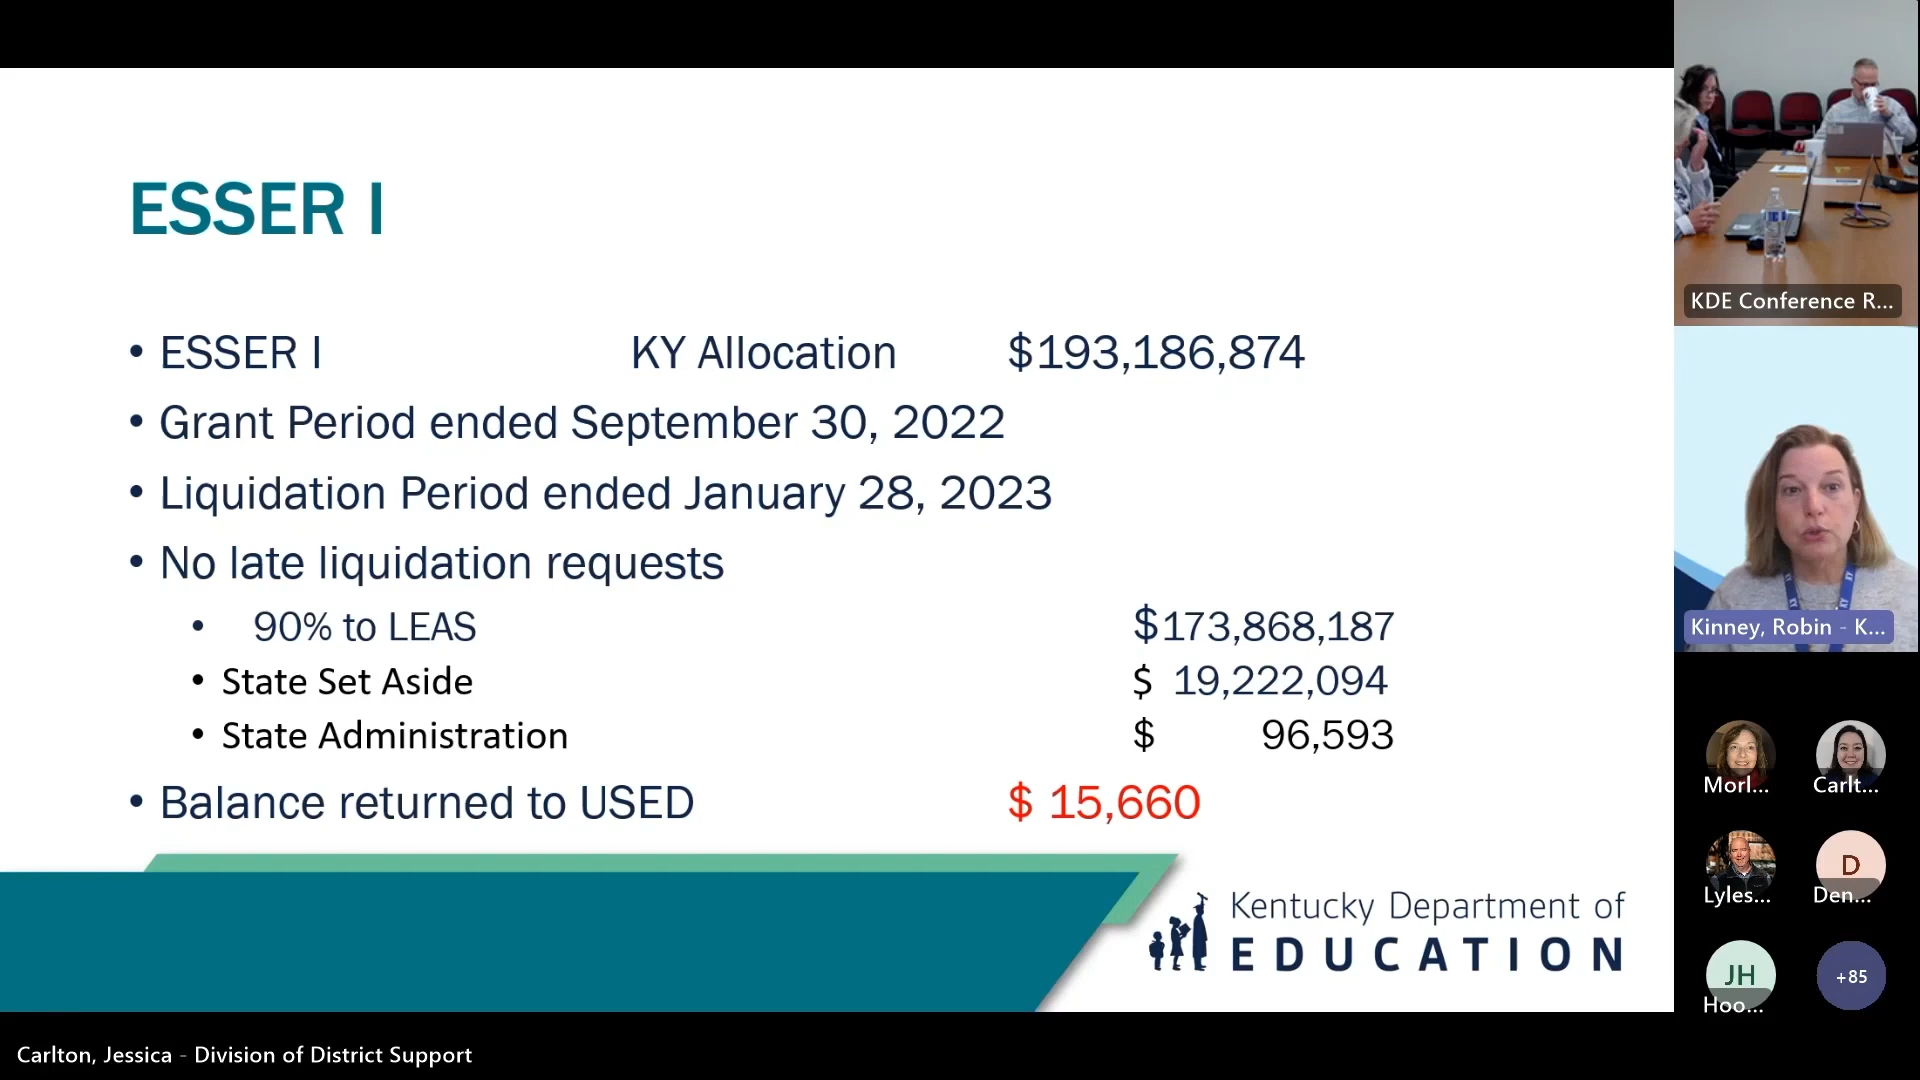 ESSER I
• ESSER I KY Allocation $193,186,874
• Grant Period ended September 30, 2022
• Liquidation Period ended January 28, 2023
• No late liquidation requests
• 90% to LEAS $173,868,187
• State Set Aside $ 19,222,094
• State Administration $ 96,593
• Balance returned to USED $ 15,660
Kentucky Department of
EDUCATION
KDE Conference R...
Kinney, Robin - K...
Morl...
Carlt...
Lyles...
D
Den...
JH
Hoo...
+85
Carlton, Jessica - Division of District Support